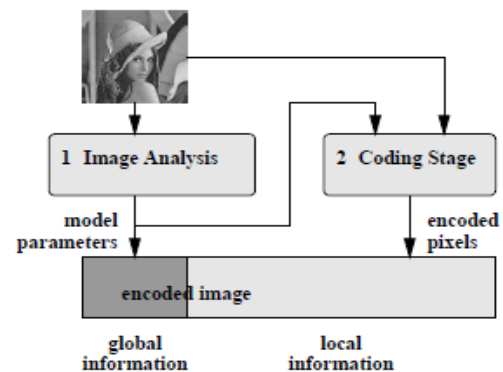 1 Image Analysis
2 Coding Stage
model
parameters
encoded
pixels
encoded image
global
information
local
information